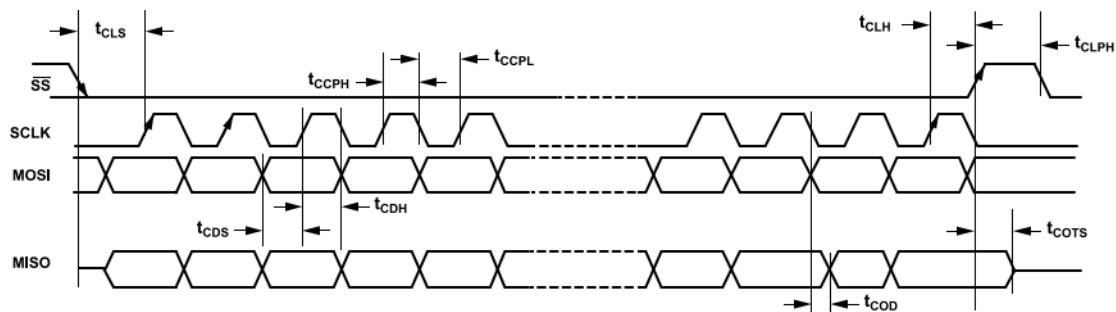 tCLS
tCLH
tCLPH
tCCPH
tCCPL
SS
SCLK
MOSI
tCDS
tCDH
tCOTS
MISO
tCOD